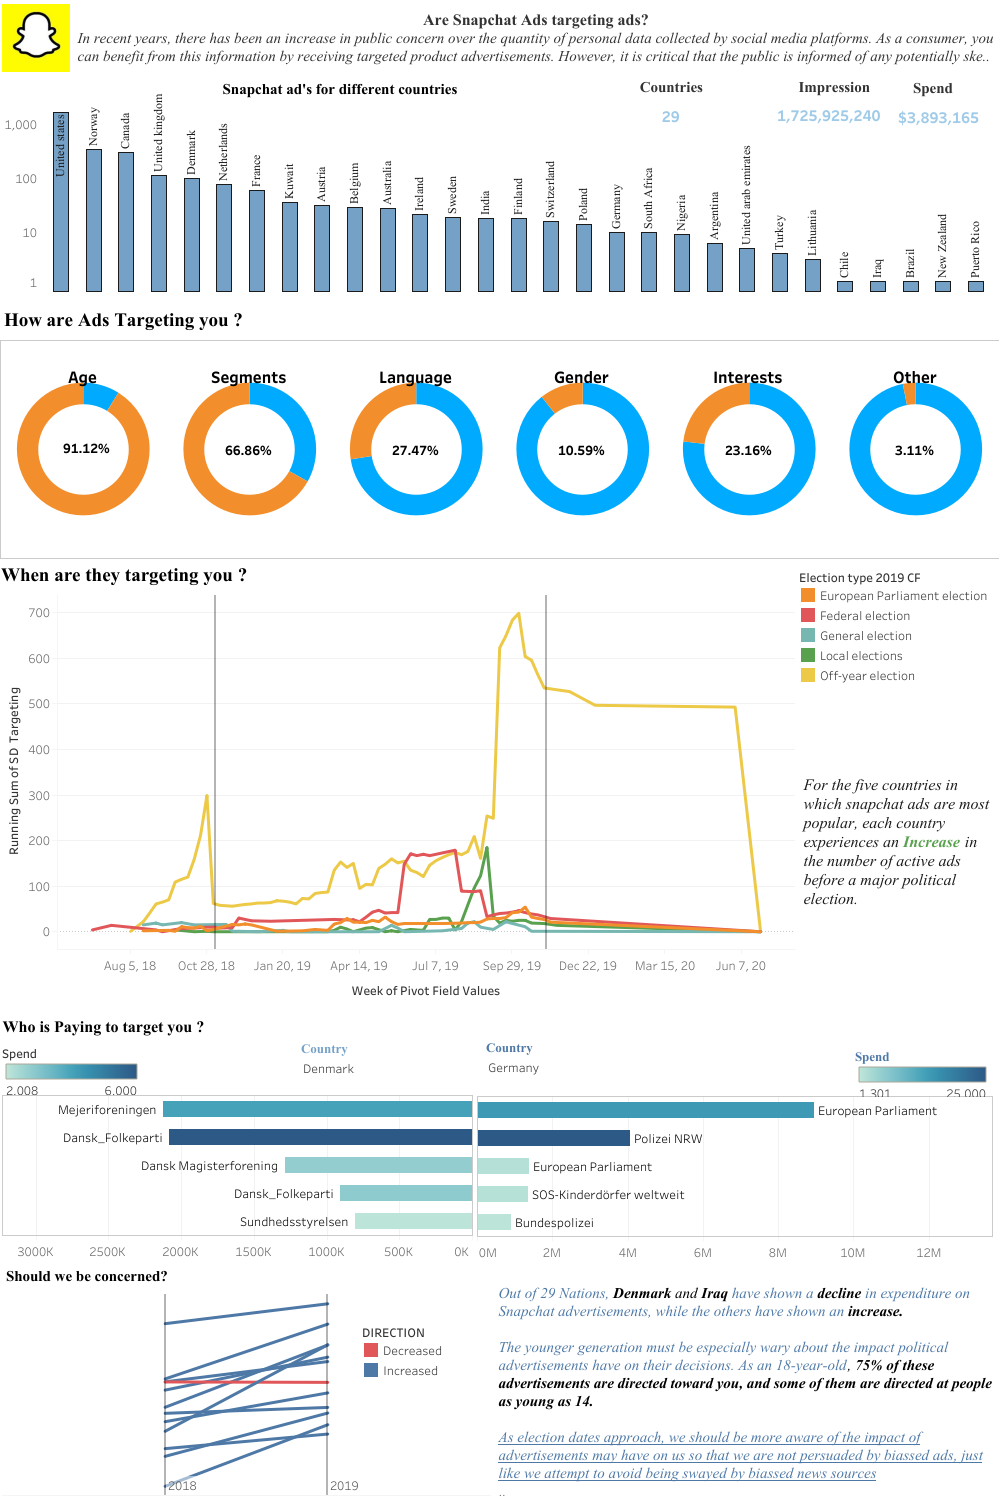 Are Snapchat Ads targeting ads?
In recent years, there has been an increase in public concern over the quantity of personal data collected by social media platforms. As a consumer, you
can benefit from this information by receiving targeted product advertisements. However, it is critical that the public is informed of any potentially ske..
Snapchat ad's for different countries
Countries
Impression
Spend
29
1,725,925,240
$3,893,165
1,000
100
10
1
United states
Norway
Canada
United kingdom
Denmark
Netherlands
France
Kuwait
Austria
Belgium
Australia
Ireland
Sweden
India
Finland
Switzerland
Poland
Germany
South Africa
Nigeria
Argentina
United arab emirates
Turkey
Lithuania
Chile
Iraq
Brazil
New Zealand
Puerto Rico
How are Ads Targeting you ?
Age
Segments
Language
Gender
Interests
Other
91.12%
66.86%
27.47%
10.59%
23.16%
3.11%
When are they targeting you ?
Election type 2019 CF
European Parliament election
Federal election
General election
Local elections
Off-year election
Running Sum of SD Targeting
700
600
500
400
300
200
100
0
Aug 5, 18
Oct 28, 18
Jan 20, 19
Apr 14, 19
Jul 7, 19
Sep 29, 19
Dec 22, 19
Mar 15, 20
Jun 7, 20
Week of Pivot Field Values
For the five countries in
which snapchat ads are most
popular, each country
experiences an Increase in
the number of active ads
before a major political
election.
Who is Paying to target you ?
Spend
2.008
6.000
Country
Denmark
Country
Germany
Spend
1.301
25.000
Mejeriforeningen
Dansk_Folkeparti
Dansk Magisterforening
Dansk_Folkeparti
Sundhedsstyrelsen
3000K
2500K
2000K
1500K
1000K
500K
0K
European Parliament
Polizei NRW
European Parliament
SOS-Kinderdörfer weltweit
Bundespolizei
0M
2M
4M
6M
8M
10M
12M
Should we be concerned?
DIRECTION
Decreased
Increased
2018
2019
Out of 29 Nations, Denmark and Iraq have shown a decline in expenditure on
Snapchat advertisements, while the others have shown an increase.
The younger generation must be especially wary about the impact political
advertisements have on their decisions. As an 18-year-old, 75% of these
advertisements are directed toward you, and some of them are directed at people
as young as 14.
As election dates approach, we should be more aware of the impact of
advertisements may have on us so that we are not persuaded by biassed ads, just
like we attempt to avoid being swayed by biassed news sources
..